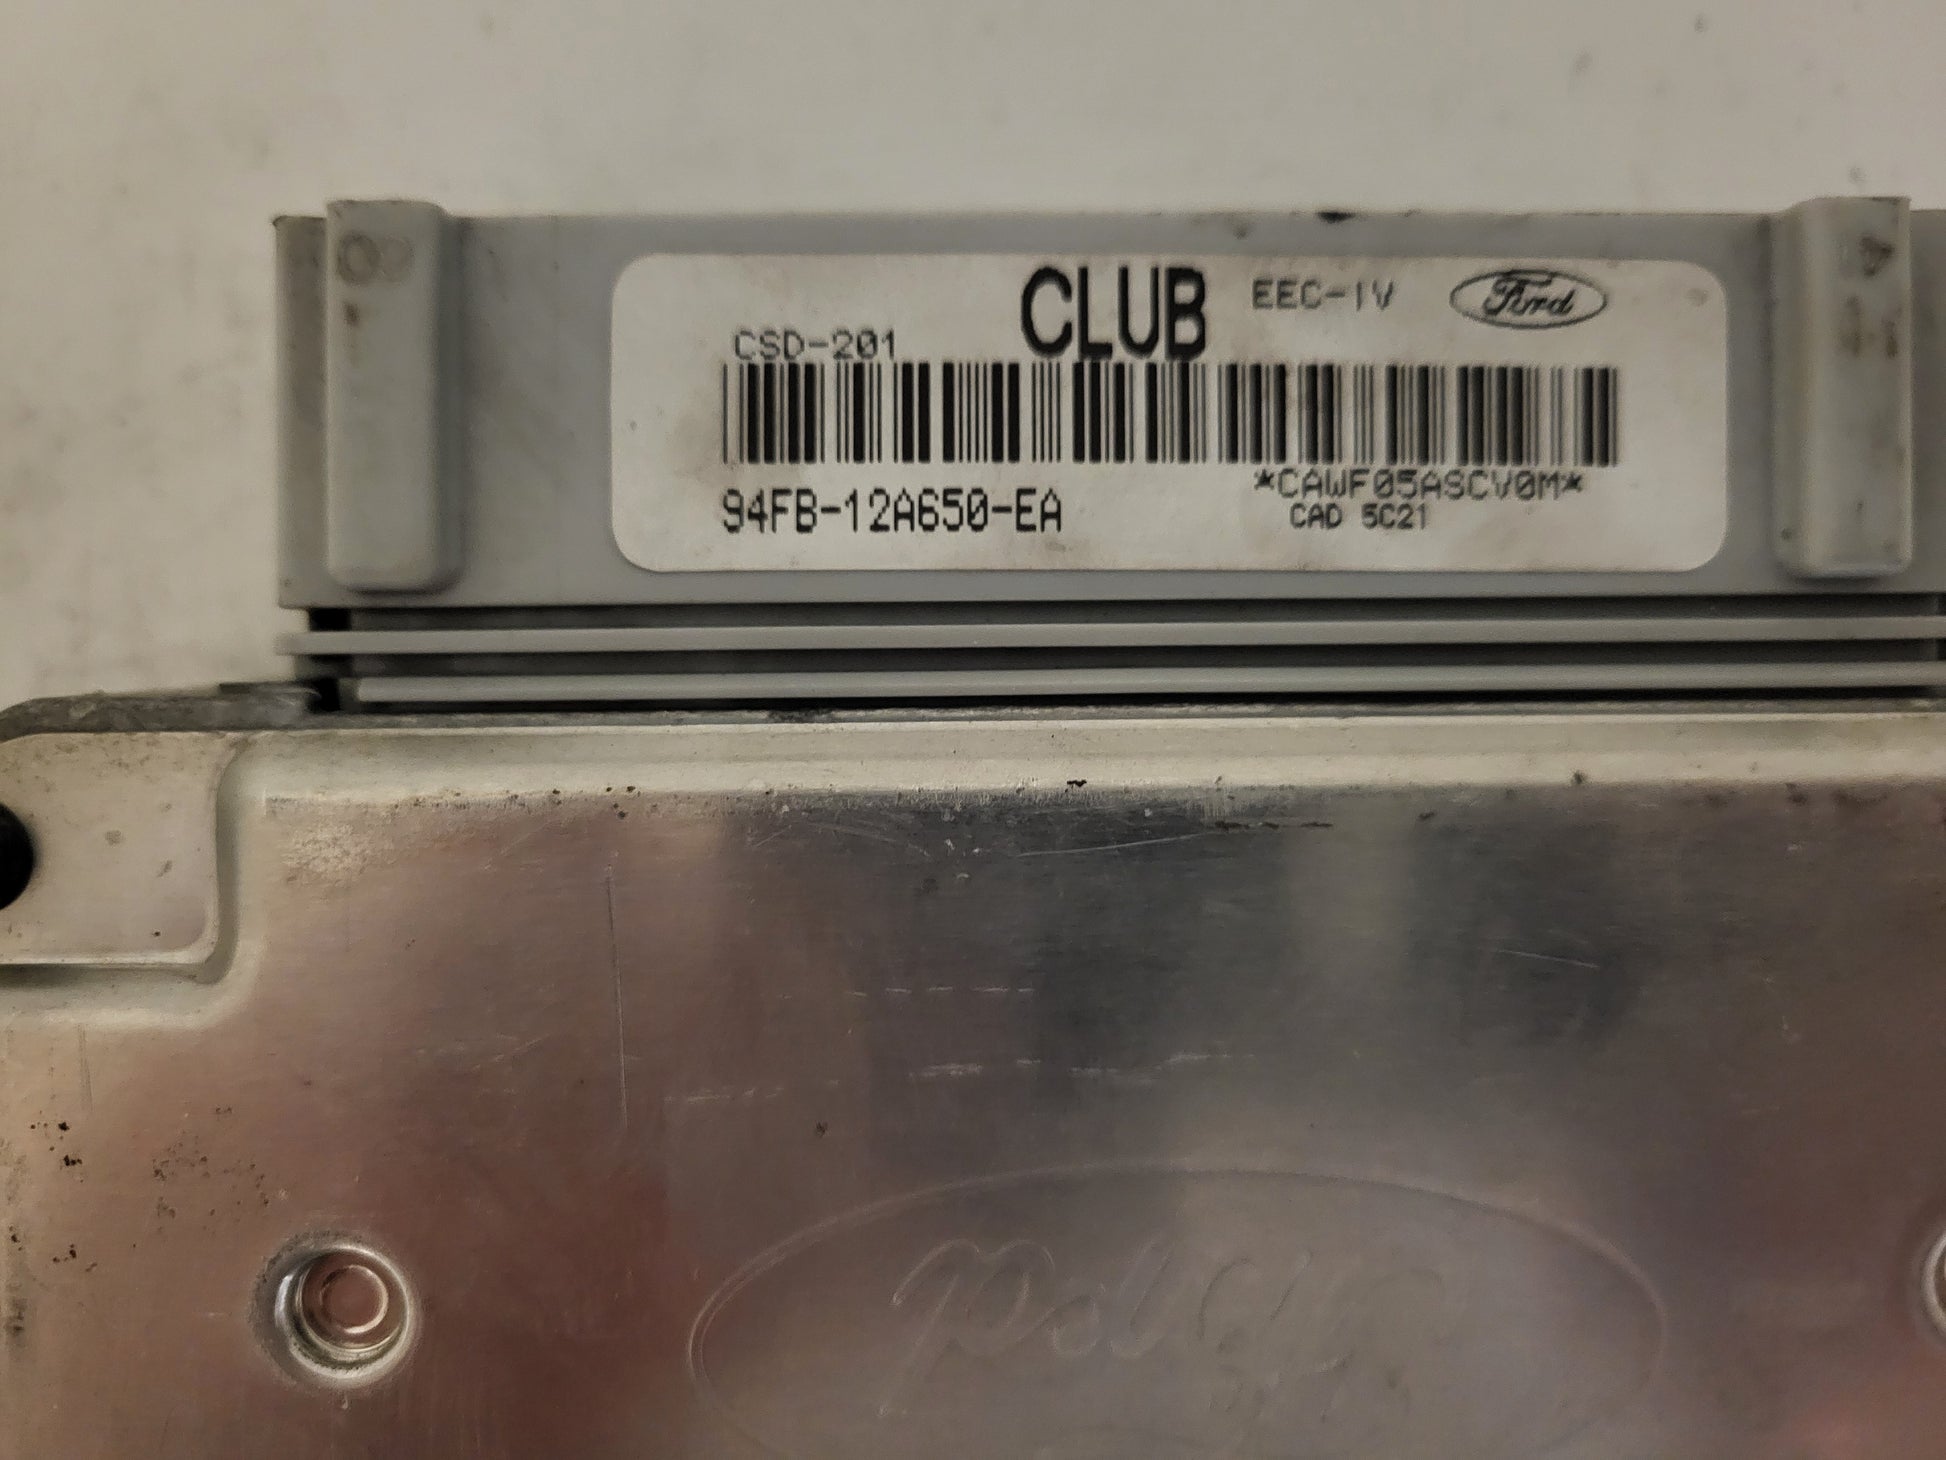 CLUB EEC-IV Ford
CSD-201
*CAWF05ASCV0M*
94FB-12A650-EA
CAD 5C21